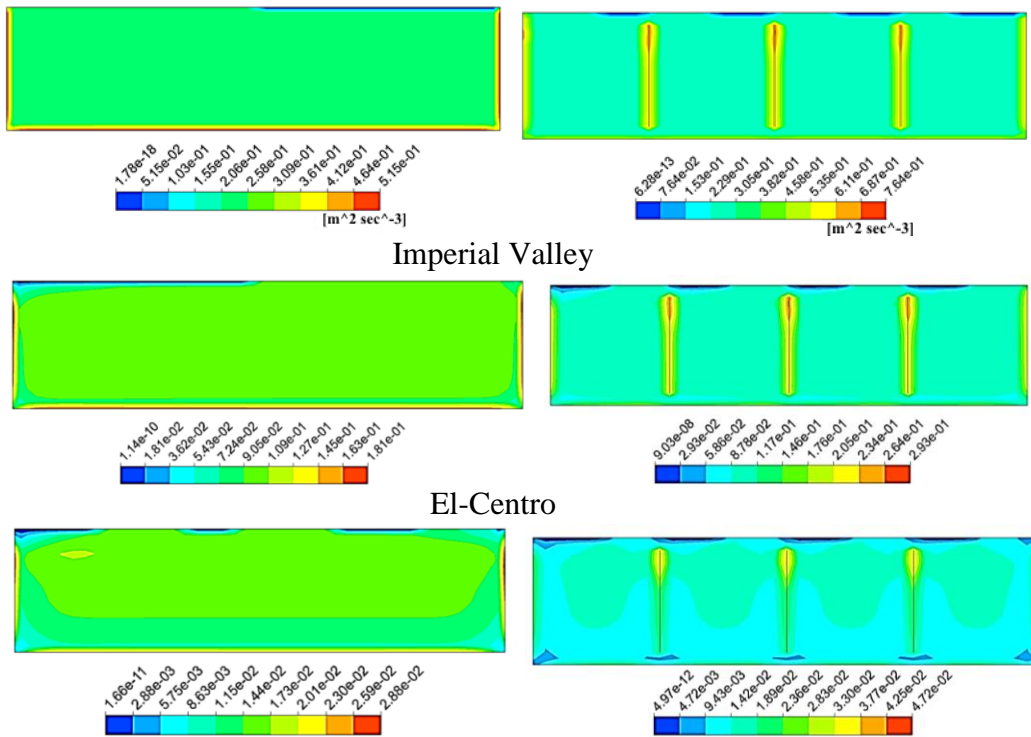 1.78e-18 5.15e-02 1.03e-01 1.55e-01 2.06e-01 2.58e-01 3.09e-01 3.61e-01 4.12e-01 4.64e-01 5.15e-01
[m^2 sec^-3]
6.28e-13 7.64e-02 1.53e-01 2.29e-01 3.05e-01 3.82e-01 4.58e-01 5.35e-01 6.11e-01 6.87e-01 7.64e-01
[m^2 sec^-3]
Imperial Valley
1.14e-10 1.81e-02 3.62e-02 5.43e-02 7.24e-02 9.05e-02 1.09e-01 1.27e-01 1.45e-01 1.63e-01 1.81e-01
9.03e-08 2.93e-02 5.86e-02 8.78e-02 1.17e-01 1.46e-01 1.76e-01 2.05e-01 2.34e-01 2.64e-01 2.93e-01
El-Centro
1.66e-11 2.88e-03 5.75e-03 8.63e-03 1.15e-02 1.44e-02 1.73e-02 2.01e-02 2.30e-02 2.59e-02 2.88e-02
4.97e-12 4.72e-03 9.43e-03 1.42e-02 1.89e-02 2.36e-02 2.83e-02 3.30e-02 3.77e-02 4.25e-02 4.72e-02